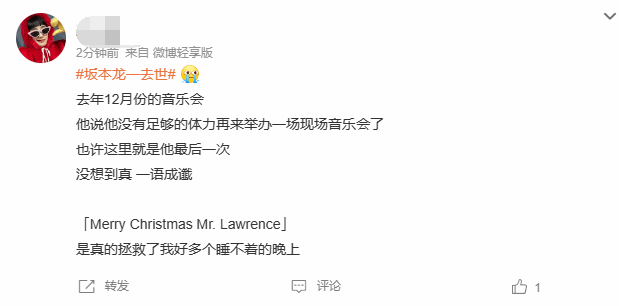 2分钟前 来自 微博轻享版
#坂本龙一去世#
去年12月份的音乐会
他说他没有足够的体力再来举办一场现场音乐会了
也许这里就是他最后一次
没想到真 一语成谶
「Merry Christmas Mr. Lawrence」
是真的拯救了我好多个睡不着的晚上
转发 评论 1